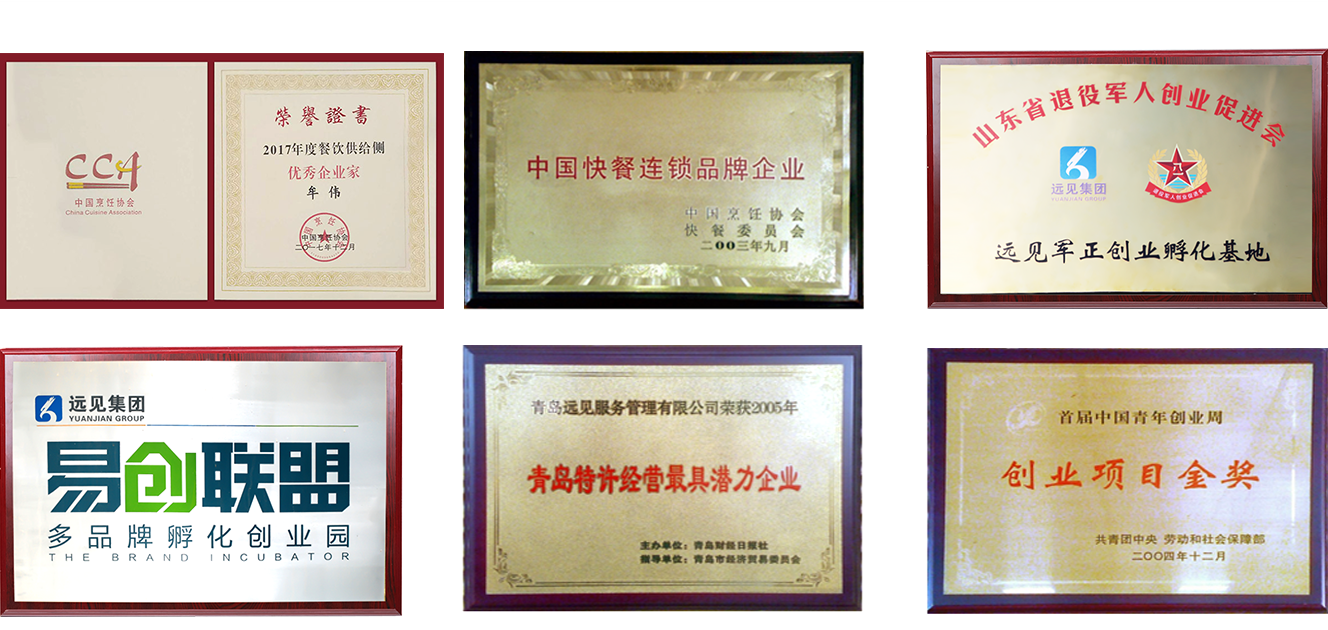 CCA
中国烹饪协会
China Cuisine Association
榮譽證書
2017年度餐饮供给侧
优秀企业家
牟 伟
中国烹饪协会
二〇一七年十二月
中国快餐连锁品牌企业
中国烹饪协会
快餐委员会
二〇〇三年九月
山东省退役军人创业促进会
远见集团
YUANJIAN GROUP
八一
远见军正创业孵化基地
远见集团
YUANJIAN GROUP
易创联盟
多品牌孵化创业园
THE BRAND INCUBATOR
青岛远见服务管理有限公司荣获2005年
青岛特许经营最具潜力企业
主办单位：青岛财经日报社
指导单位：青岛市经济贸易委员会
首届中国青年创业周
创业项目金奖
共青团中央 劳动和社会保障部
二〇〇四年十二月